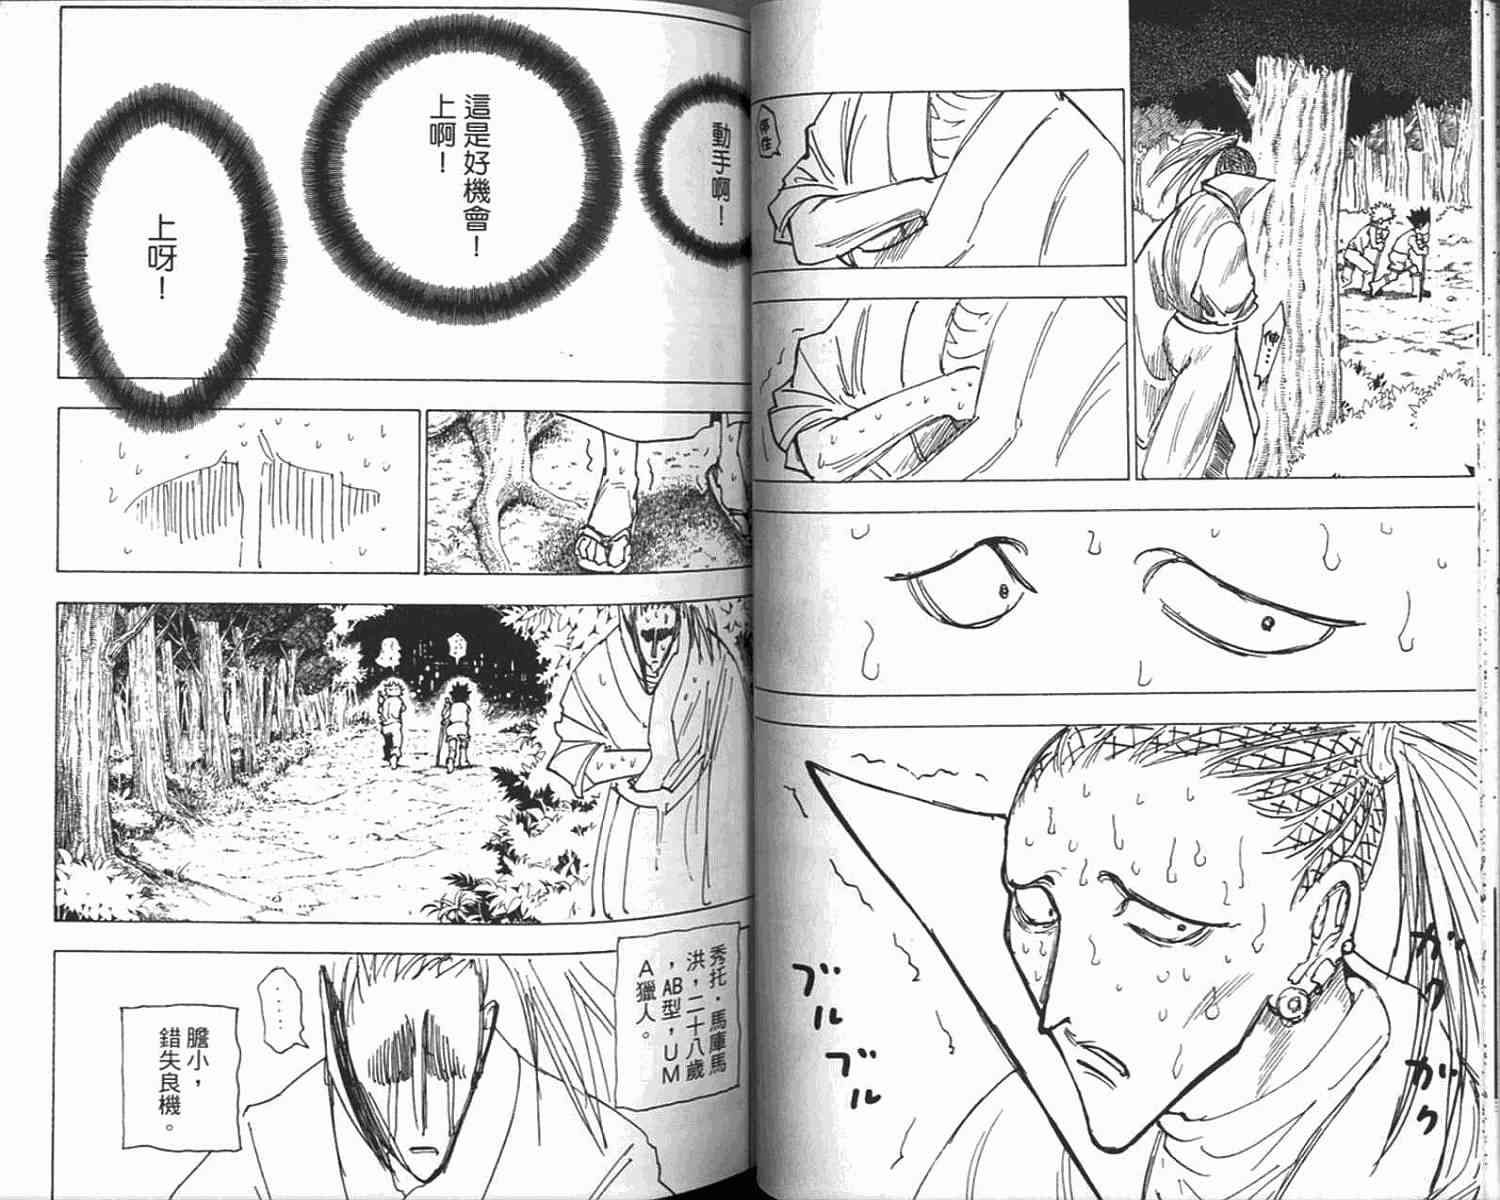 停住
伸……
ブル
ブル
ガク
ガク
動手啊！
這是好機會！
上啊！
上呀！
秀托．馬庫馬
洪，二十八歲
，AB型，UM
A獵人。
……
膽小，
錯失良機。